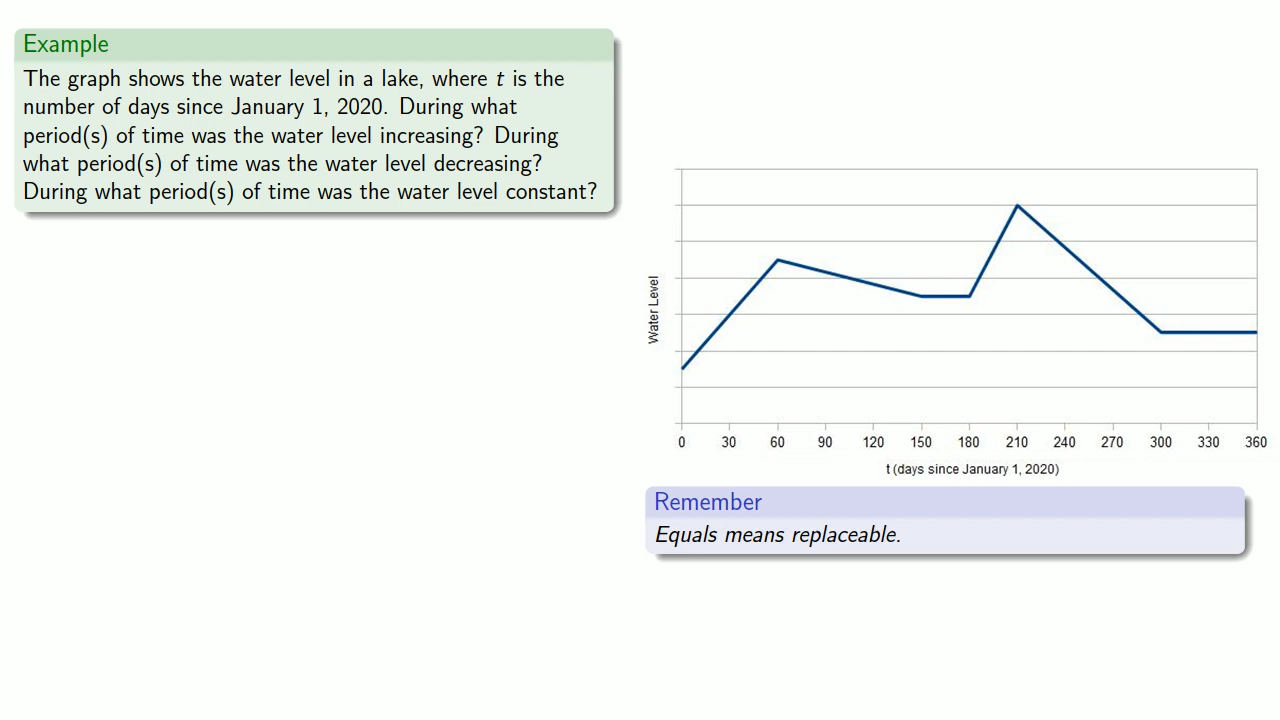 Example
The graph shows the water level in a lake, where t is the
number of days since January 1, 2020. During what
period(s) of time was the water level increasing? During
what period(s) of time was the water level decreasing?
During what period(s) of time was the water level constant?
Water Level
0 30 60 90 120 150 180 210 240 270 300 330 360
t (days since January 1, 2020)
Remember
Equals means replaceable.